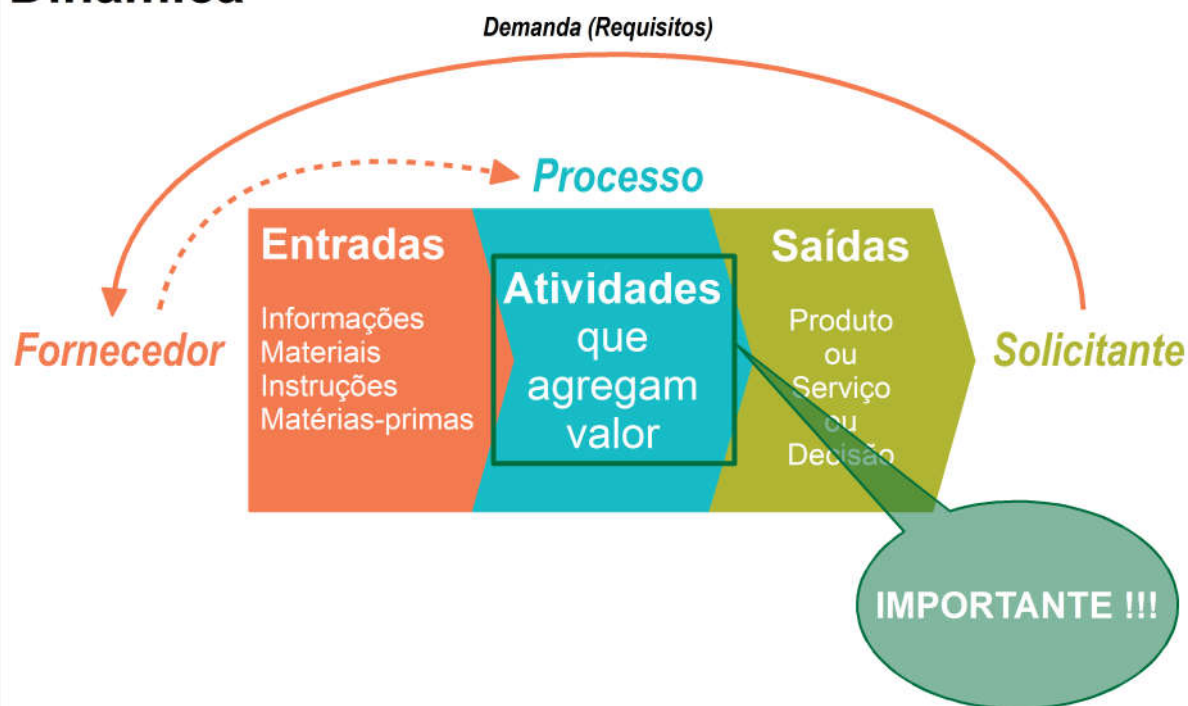 Dinâmica
Demanda (Requisitos)
Processo
Entradas
Informações
Materiais
Instruções
Matérias-primas
Atividades
que
agregam
valor
Saídas
Produto
ou
Serviço
ou
Decisão
Fornecedor
Solicitante
IMPORTANTE !!!